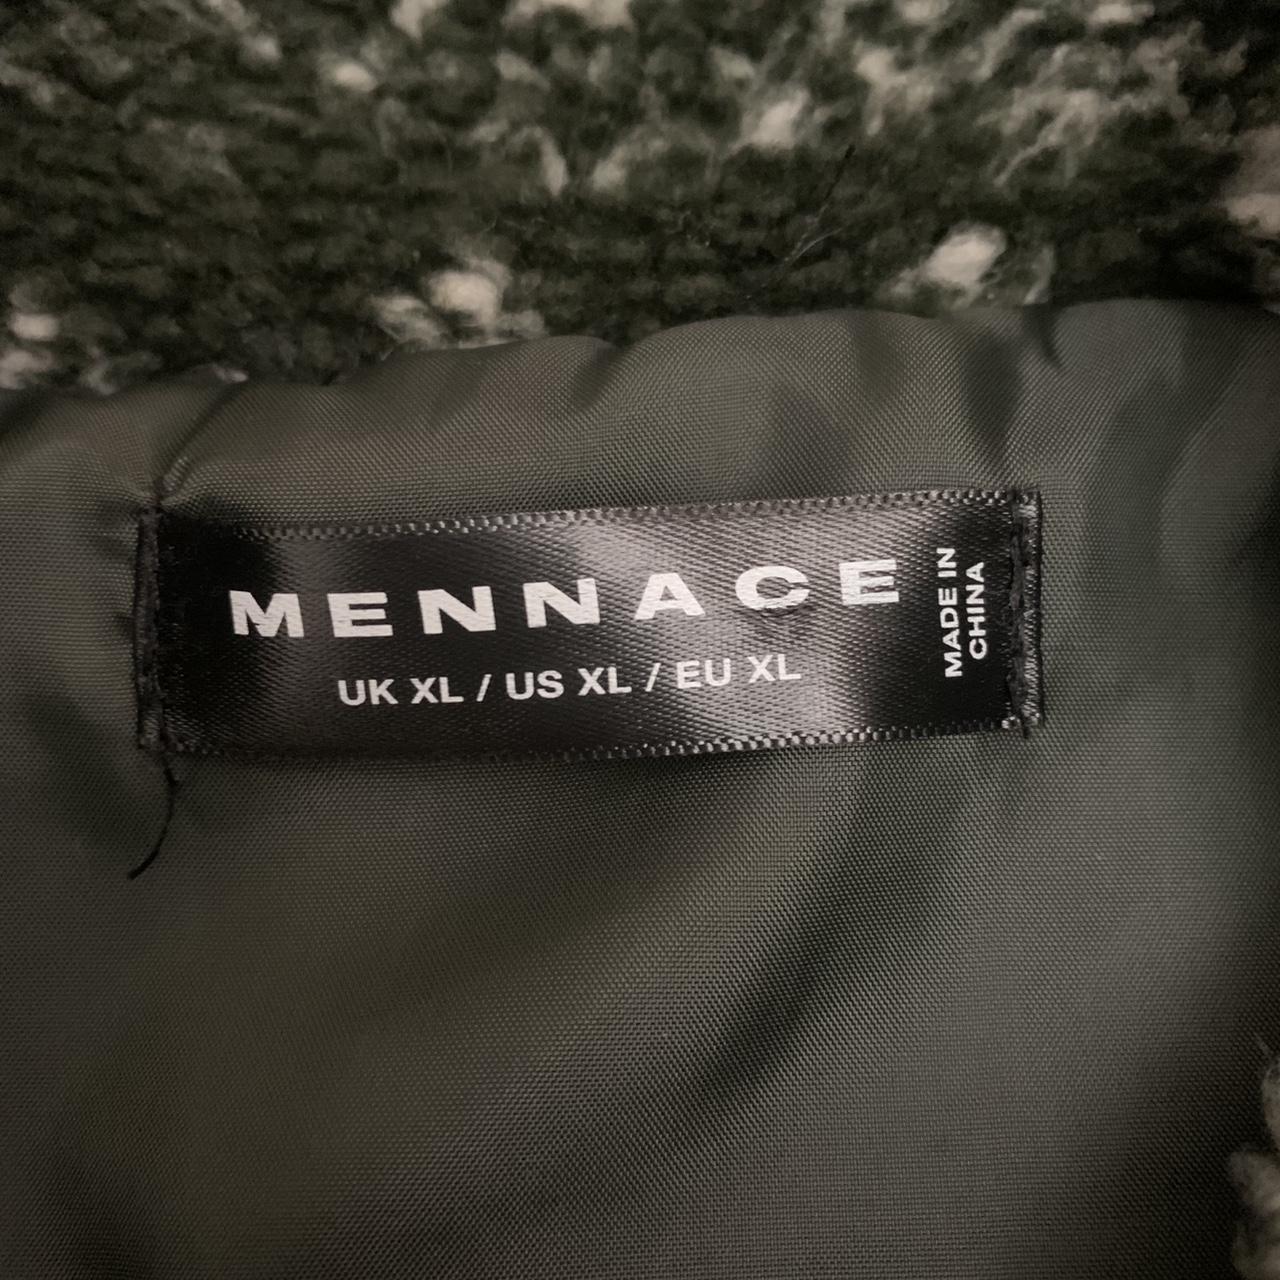 MENNACE
UK XL / US XL / EU XL
MADE IN
CHINA